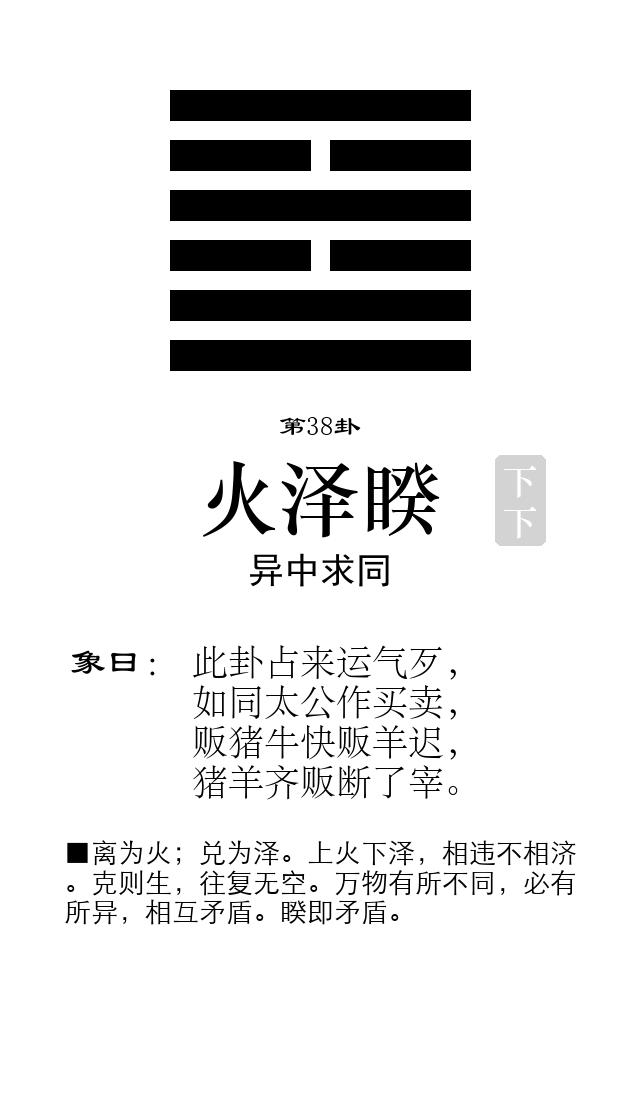 第38卦
火泽睽
下下
异中求同
象曰：此卦占来运气歹，
如同太公作买卖，
贩猪牛快贩羊迟，
猪羊齐贩断了宰。
■离为火；兑为泽。上火下泽，相违不相济
。克则生，往复无空。万物有所不同，必有
所异，相互矛盾。睽即矛盾。